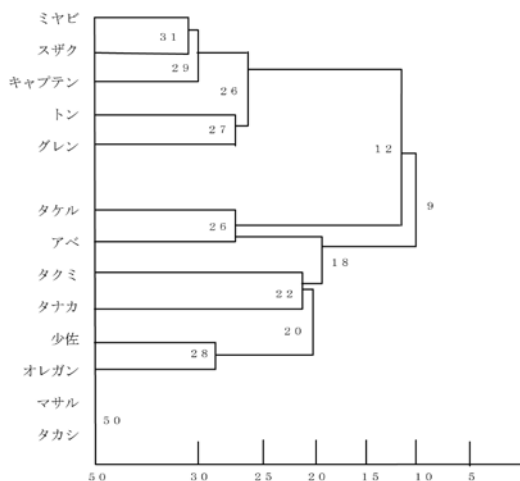 ミヤビ
31
スザク
29
キャプテン
26
トン
27
グレン
12
タケル
9
26
アベ
18
タクミ
22
タナカ
20
少佐
28
オレガン
マサル
50
タカシ
50 30 25 20 15 10 5